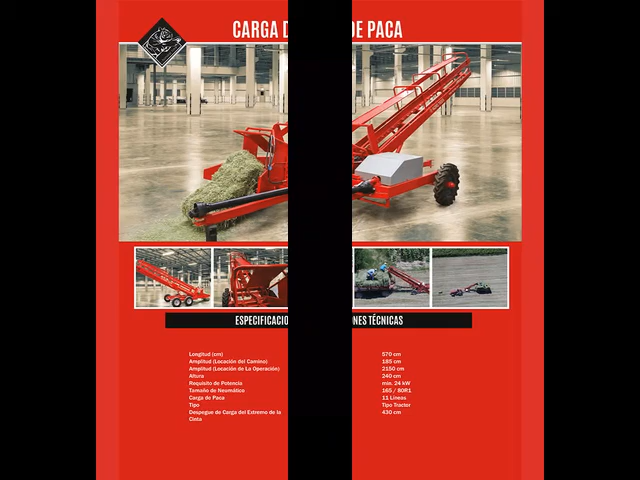 CARGA D DE PACA
ESPECIFICACIO NES TÉCNICAS
Longitud (cm) 570 cm
Amplitud (Locación del Camino) 185 cm
Amplitud (Locación de La Operación) 2150 cm
Altura 240 cm
Requisito de Potencia min. 24 kW
Tamaño de Neumático 165 / 80R1
Carga de Paca 11 Líneas
Tipo Tipo Tractor
Despegue de Carga del Extremo de la 430 cm
Cinta